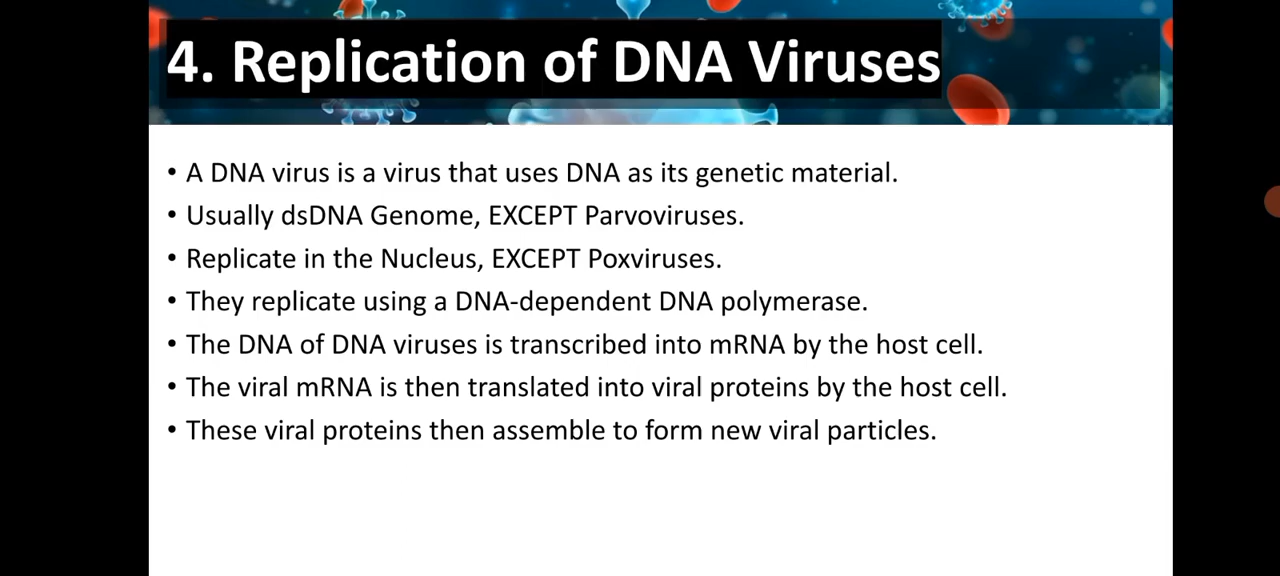 4. Replication of DNA Viruses
• A DNA virus is a virus that uses DNA as its genetic material.
• Usually dsDNA Genome, EXCEPT Parvoviruses.
• Replicate in the Nucleus, EXCEPT Poxviruses.
• They replicate using a DNA-dependent DNA polymerase.
• The DNA of DNA viruses is transcribed into mRNA by the host cell.
• The viral mRNA is then translated into viral proteins by the host cell.
• These viral proteins then assemble to form new viral particles.